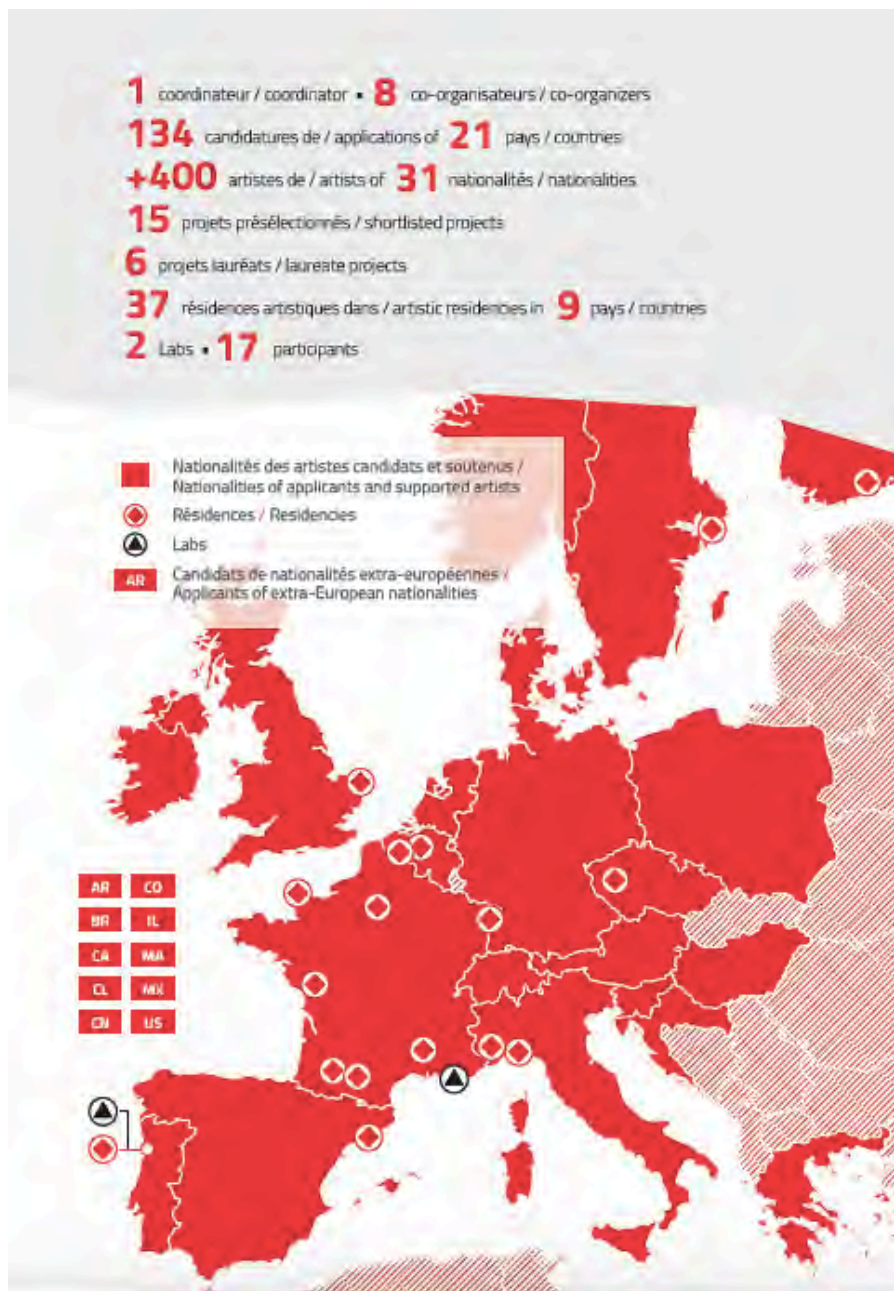 1 coordinateur / coordinator ▪ 8 co-organisateurs / co-organizers
134 candidatures de / applications of 21 pays / countries
+400 artistes de / artists of 31 nationalités / nationalities
15 projets présélectionnés / shortlisted projects
6 projets lauréats / laureate projects
37 résidences artistiques dans / artistic residencies in 9 pays / countries
2 Labs ▪ 17 participants
Nationalités des artistes candidats et soutenus /
Nationalities of applicants and supported artists
Résidences / Residencies
Labs
AR Candidats de nationalités extra-européennes /
Applicants of extra-European nationalities
AR CO
BR IL
CA MA
CL MX
CN US